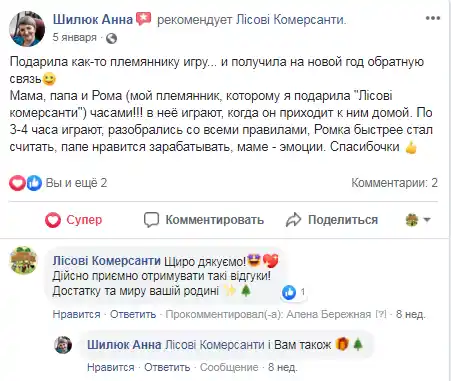 Шилюк Анна рекомендует Лісові Комерсанти.
5 января ·
Подарила как-то племяннику игру... и получила на новой год обратную
связь😉
Мама, папа и Рома (мой племянник, которому я подарила "Лісові
комерсанти") часами!!! в неё играют, когда он приходит к ним домой. По
3-4 часа играют, разобрались со всеми правилами, Ромка быстрее стал
считать, папе нравится зарабатывать, маме - эмоции. Спасибочки 👍
Вы и ещё 2 Комментарии: 2
Супер Комментировать Поделиться
Лісові Комерсанти Щиро дякуємо!🤩💖
Дійсно приємно отримувати такі відгуки!
Достатку та миру вашій родині ✨🌲 1
Нравится · Ответить · Прокомментировал(-а): Алена Бережная [?] · 8 нед.
Шилюк Анна Лісові Комерсанти і Вам також 🎁🌲
Нравится · Ответить · Сообщение · 8 нед.